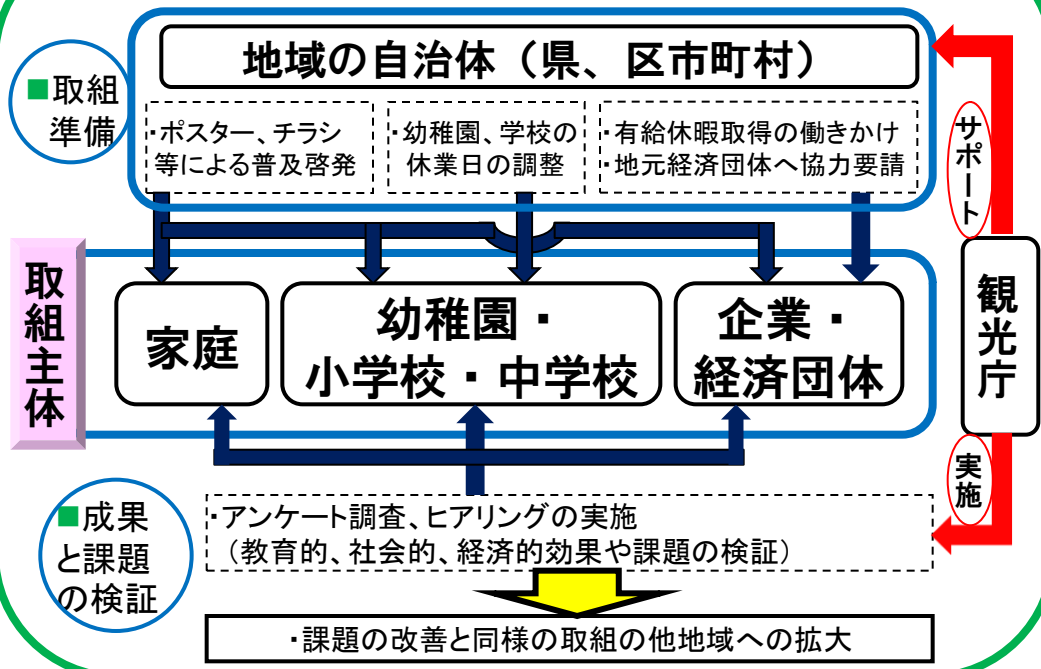 地域の自治体（県、区市町村）
■取組
準備
・ポスター、チラシ
等による普及啓発
・幼稚園、学校の
休業日の調整
・有給休暇取得の働きかけ
・地元経済団体へ協力要請
サポート
取組主体
家庭
幼稚園・
小学校・中学校
企業・
経済団体
観光庁
実施
■成果
と課題
の検証
・アンケート調査、ヒアリングの実施
（教育的、社会的、経済的効果や課題の検証）
・課題の改善と同様の取組の他地域への拡大